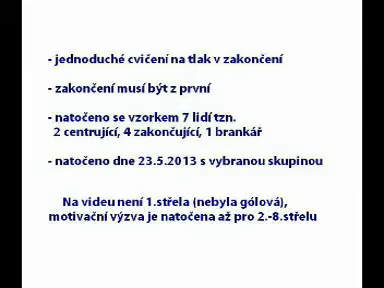 - jednoduché cvičení na tlak v zakončení
- zakončení musí být z první
- natočeno se vzorkem 7 lidí tzn.
2 centrující, 4 zakončující, 1 brankář
- natočeno dne 23.5.2013 s vybranou skupinou
Na videu není 1.střela (nebyla gólová),
motivační výzva je natočena až pro 2.-8.střelu